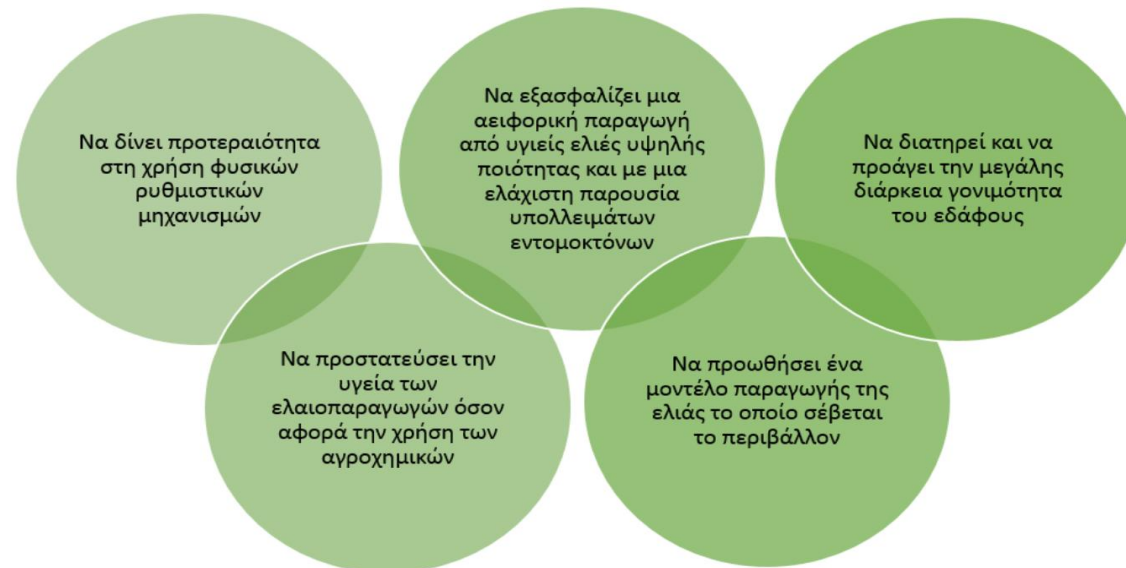 Να δίνει προτεραιότητα
στη χρήση φυσικών
ρυθμιστικών
μηχανισμών
Να προστατεύσει την
υγεία των
ελαιοπαραγωγών όσον
αφορά την χρήση των
αγροχημικών
Να εξασφαλίζει μια
αειφορική παραγωγή
από υγιείς ελιές υψηλής
ποιότητας και με μια
ελάχιστη παρουσία
υπολλειμάτων
εντομοκτόνων
Να προωθήσει ένα
μοντέλο παραγωγής της
ελιάς το οποίο σέβεται
το περιβάλλον
Να διατηρεί και να
προάγει την μεγάλης
διάρκεια γονιμότητα
του εδάφους